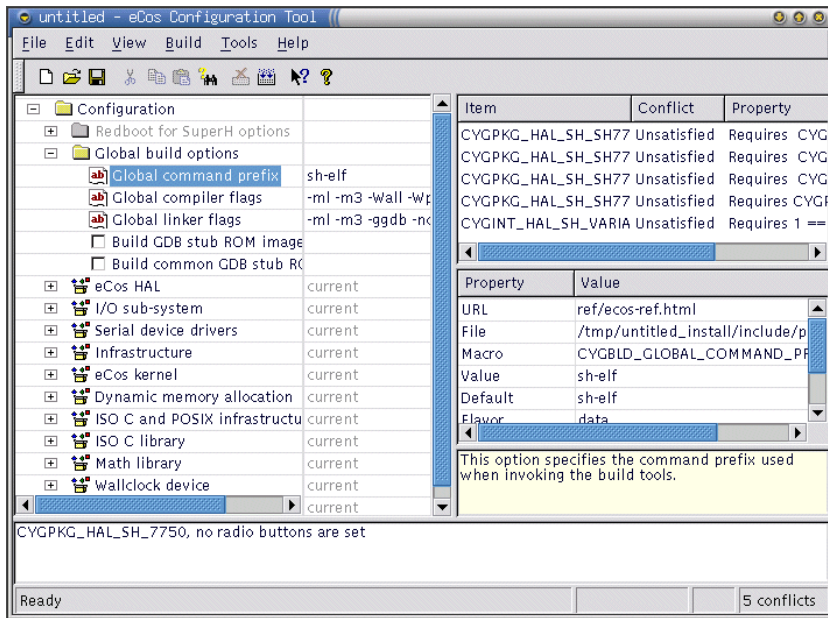 untitled - eCos Configuration Tool
File Edit View Build Tools Help
Configuration
Redboot for SuperH options
Global build options
Global command prefix sh-elf
Global compiler flags -ml -m3 -Wall -Wp
Global linker flags -ml -m3 -ggdb -no
Build GDB stub ROM image
Build common GDB stub RO
eCos HAL current
I/O sub-system current
Serial device drivers current
Infrastructure current
eCos kernel current
Dynamic memory allocation current
ISO C and POSIX infrastructu current
ISO C library current
Math library current
Wallclock device current
current
Item Conflict Property
CYGPKG_HAL_SH_SH77 Unsatisfied Requires CYG
CYGPKG_HAL_SH_SH77 Unsatisfied Requires CYG
CYGPKG_HAL_SH_SH77 Unsatisfied Requires CYG
CYGPKG_HAL_SH_SH77 Unsatisfied Requires CYGP
CYGINT_HAL_SH_VARIA Unsatisfied Requires 1 ==
Property Value
URL ref/ecos-ref.html
File /tmp/untitled_install/include/p
Macro CYGBLD_GLOBAL_COMMAND_PF
Value sh-elf
Default sh-elf
Flavor data
This option specifies the command prefix used
when invoking the build tools.
CYGPKG_HAL_SH_7750, no radio buttons are set
Ready 5 conflicts